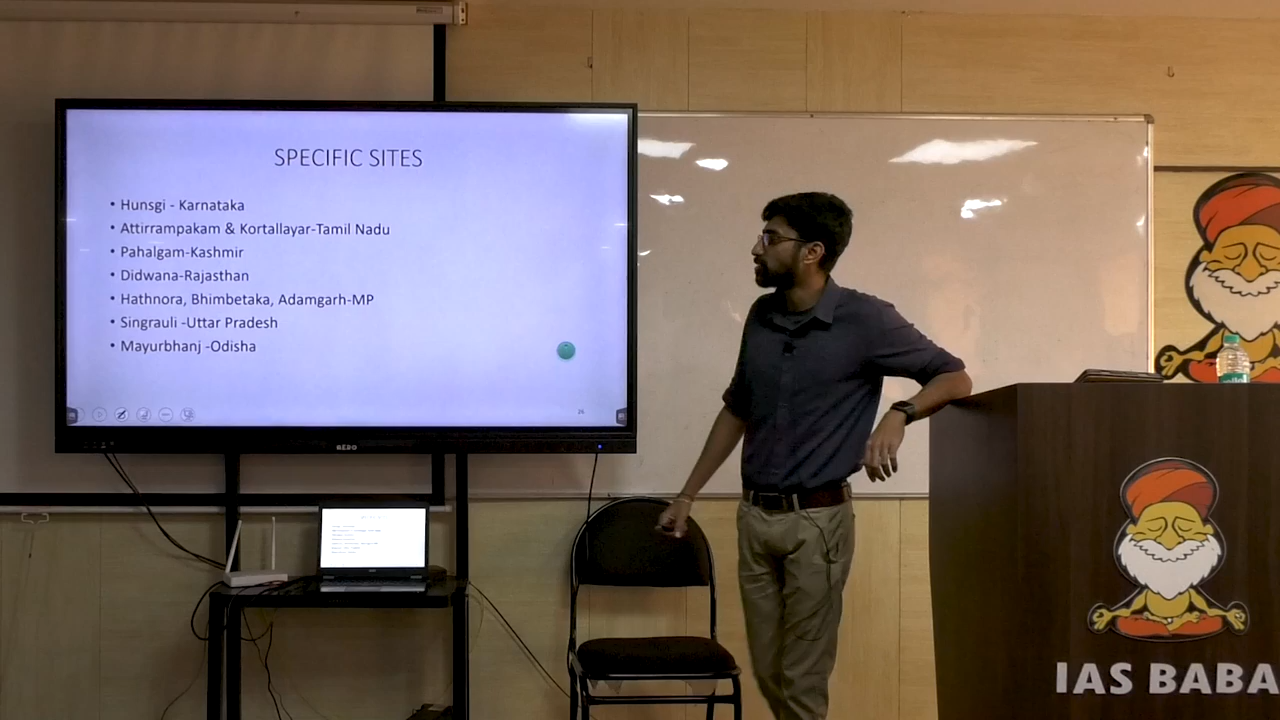 SPECIFIC SITES
• Hunsgi - Karnataka
• Attirrampakam & Kortallayar-Tamil Nadu
• Pahalgam-Kashmir
• Didwana-Rajasthan
• Hathnora, Bhimbetaka, Adamgarh-MP
• Singrauli -Uttar Pradesh
• Mayurbhanj -Odisha
26
IAS BABA